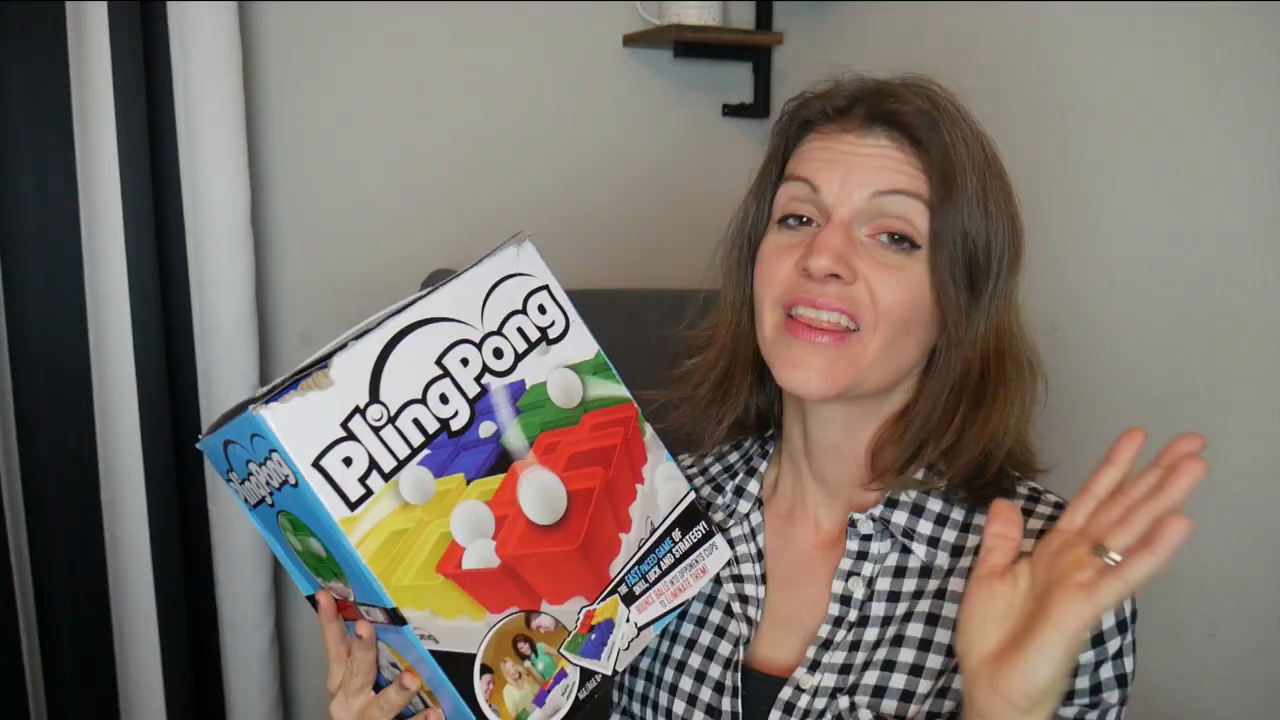 PlingPong
PlingPong
THE FAST-PACED GAME OF
SKILL, LUCK AND STRATEGY!
BOUNCE BALLS INTO OPPONENT'S CUPS
TO ELIMINATE THEM!